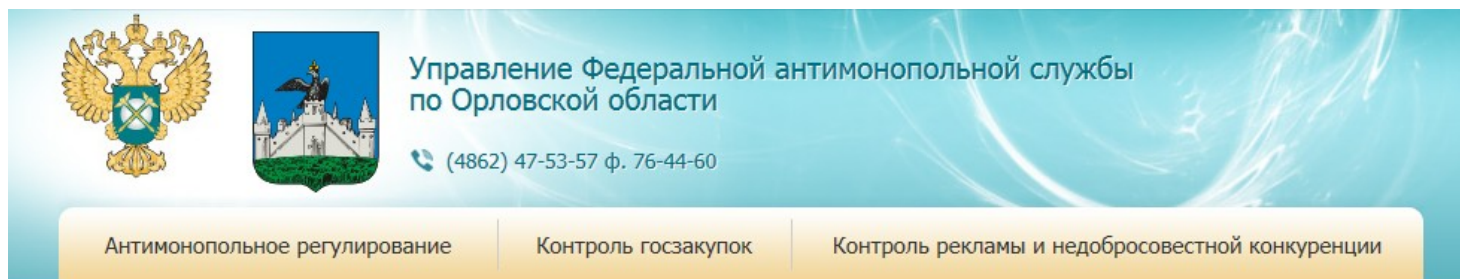 Управление Федеральной антимонопольной службы
по Орловской области
(4862) 47-53-57 ф. 76-44-60
Антимонопольное регулирование
Контроль госзакупок
Контроль рекламы и недобросовестной конкуренции